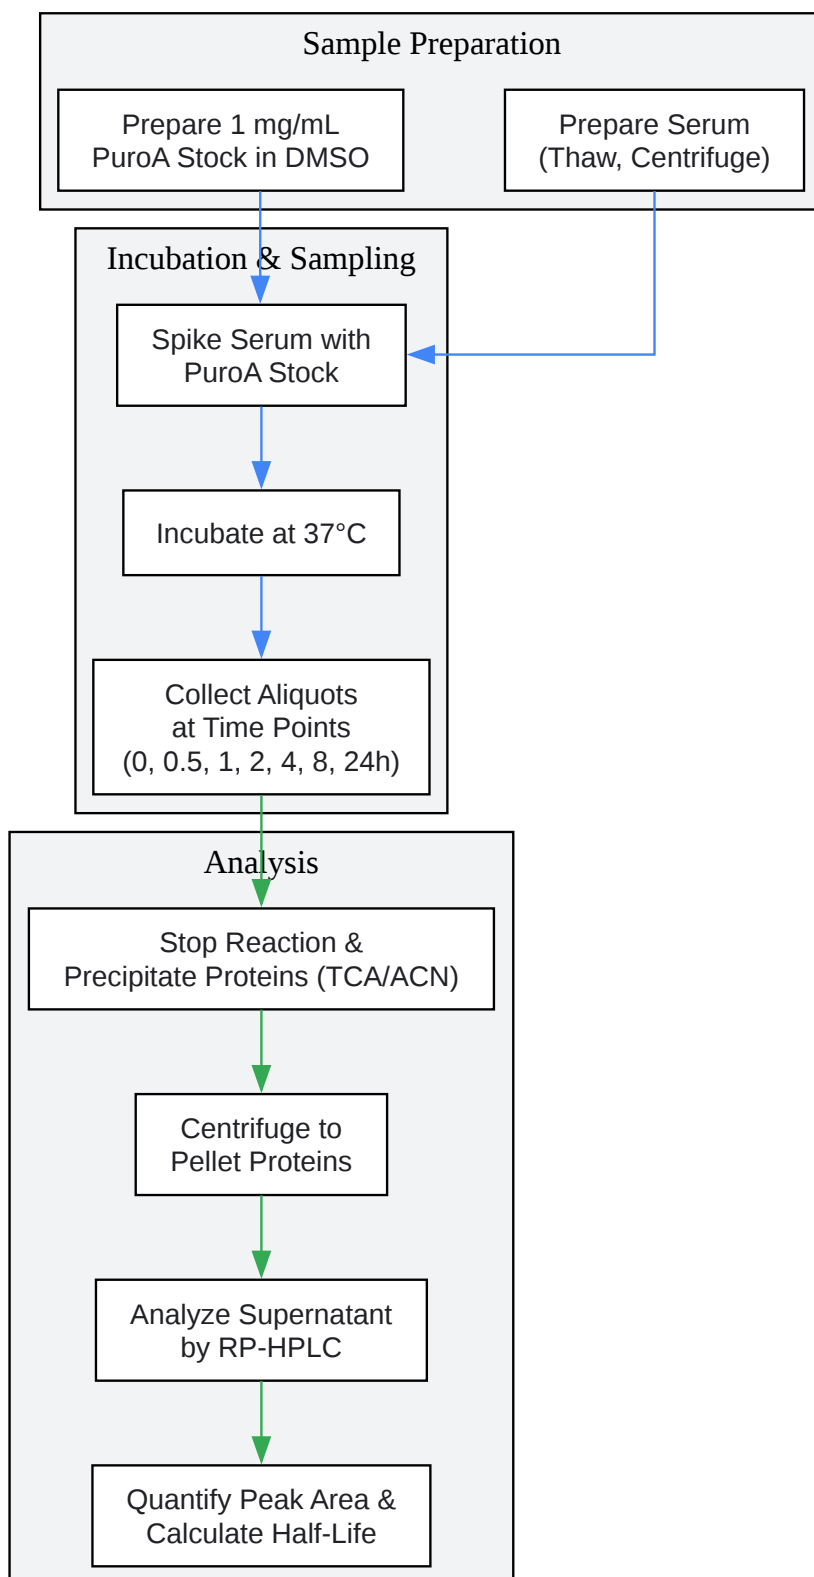 Sample Preparation
Prepare 1 mg/mL
PuroA Stock in DMSO
Prepare Serum
(Thaw, Centrifuge)
Incubation & Sampling
Spike Serum with
PuroA Stock
Incubate at 37°C
Collect Aliquots
at Time Points
(0, 0.5, 1, 2, 4, 8, 24h)
Analysis
Stop Reaction &
Precipitate Proteins (TCA/ACN)
Centrifuge to
Pellet Proteins
Analyze Supernatant
by RP-HPLC
Quantify Peak Area &
Calculate Half-Life